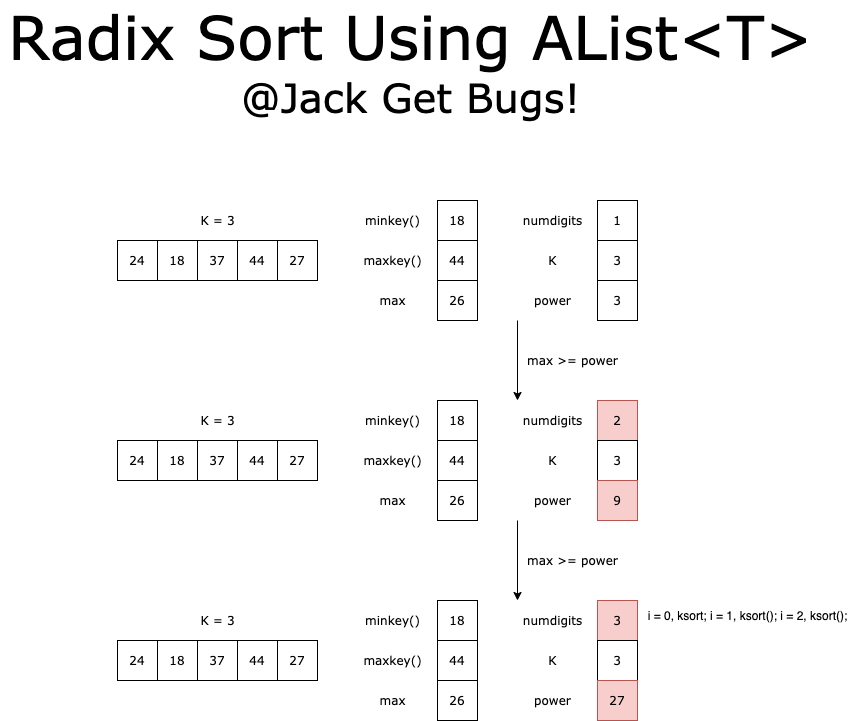 Radix Sort Using AList<T>
@Jack Get Bugs!
K = 3 minkey() 18 numdigits 1
24 18 37 44 27 maxkey() 44 K 3
max 26 power 3
max >= power
K = 3 minkey() 18 numdigits 2
24 18 37 44 27 maxkey() 44 K 3
max 26 power 9
max >= power
K = 3 minkey() 18 numdigits 3 i = 0, ksort; i = 1, ksort(); i = 2, ksort();
24 18 37 44 27 maxkey() 44 K 3
max 26 power 27